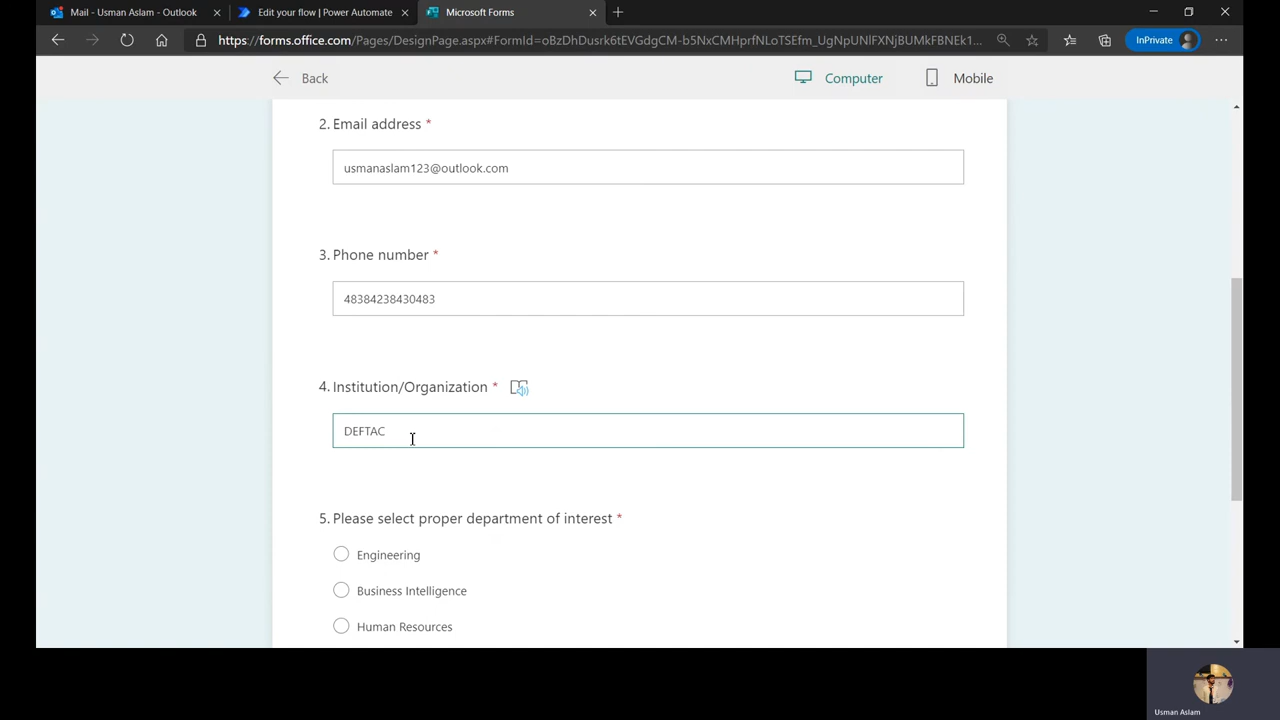 Mail - Usman Aslam - Outlook
Edit your flow | Power Automate
Microsoft Forms
https://forms.office.com/Pages/DesignPage.aspx#FormId=oBzDhDusrk6tEVGdgCM-b5NxCMHprfNLoTSEfm_UgNpUNlFXNjBUMkFBNEk1...
InPrivate
Back
Computer
Mobile
2. Email address *
usmanaslam123@outlook.com
3. Phone number *
48384238430483
4. Institution/Organization *
DEFTAC
5. Please select proper department of interest *
Engineering
Business Intelligence
Human Resources
Usman Aslam